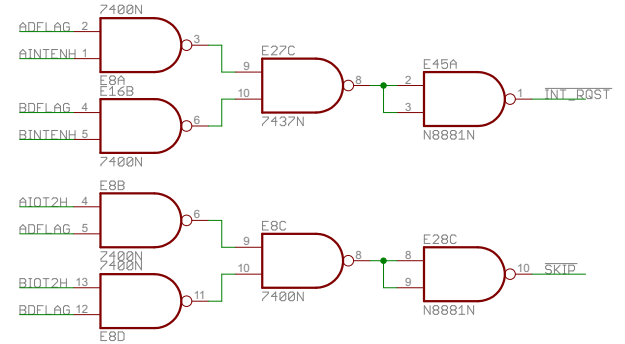 7400N
ADFLAG 2
3
AINTENH 1
E8A
E27C
9
8
10
7437N
E45A
2
1
INT_RQST
3
N8881N
E16B
BDFLAG 4
6
BINTENH 5
7400N
E8B
AIOT2H 4
6
ADFLAG 5
7400N
E8C
9
8
10
7400N
E28C
8
10
SKIP
9
N8881N
7400N
BIOT2H 13
11
BDFLAG 12
E8D